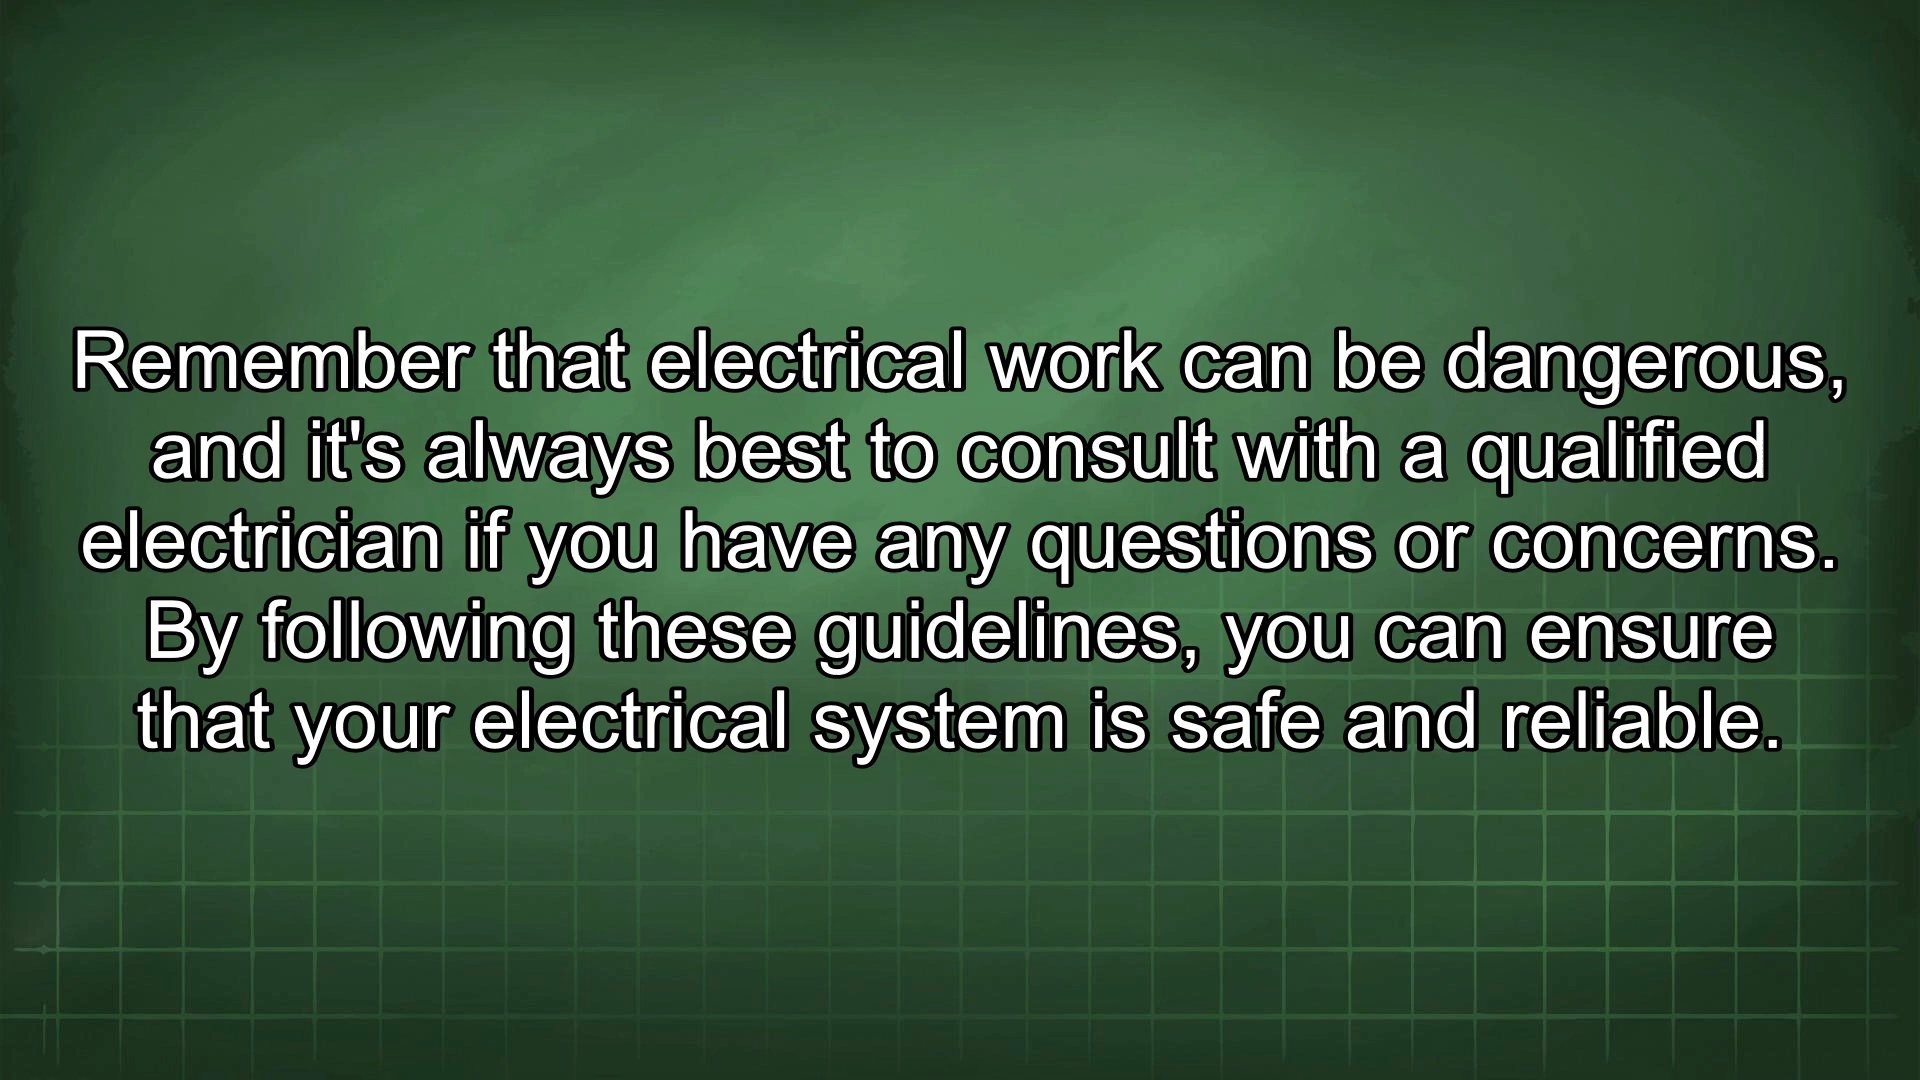 Remember that electrical work can be dangerous,
and it's always best to consult with a qualified
electrician if you have any questions or concerns.
By following these guidelines, you can ensure
that your electrical system is safe and reliable.